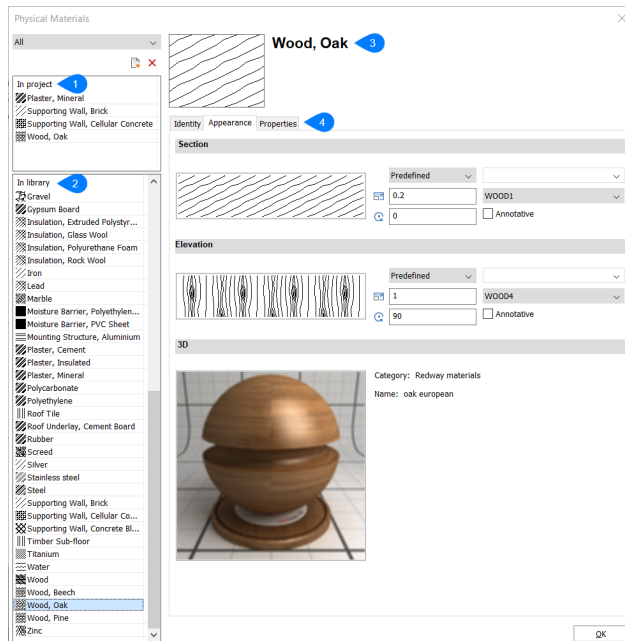 Physical Materials
All
Wood, Oak
3
In project
1
Plaster, Mineral
Supporting Wall, Brick
Supporting Wall, Cellular Concrete
Wood, Oak
Identity
Appearance
Properties
4
In library
2
Gravel
Gypsum Board
Insulation, Extruded Polystyr...
Insulation, Glass Wool
Insulation, Polyurethane Foam
Insulation, Rock Wool
Iron
Lead
Marble
Moisture Barrier, Polyethylen...
Moisture Barrier, PVC Sheet
Mounting Structure, Aluminium
Plaster, Cement
Plaster, Insulated
Plaster, Mineral
Polycarbonate
Polyethylene
Roof Tile
Roof Underlay, Cement Board
Rubber
Screed
Silver
Stainless steel
Steel
Supporting Wall, Brick
Supporting Wall, Cellular Co...
Supporting Wall, Concrete Bl...
Timber Sub-floor
Titanium
Water
Wood
Wood, Beech
Wood, Oak
Wood, Pine
Zinc
Section
Predefined
0.2
WOOD1
0
Annotative
Elevation
Predefined
1
WOOD4
90
Annotative
3D
Category: Redway materials
Name: oak european
OK